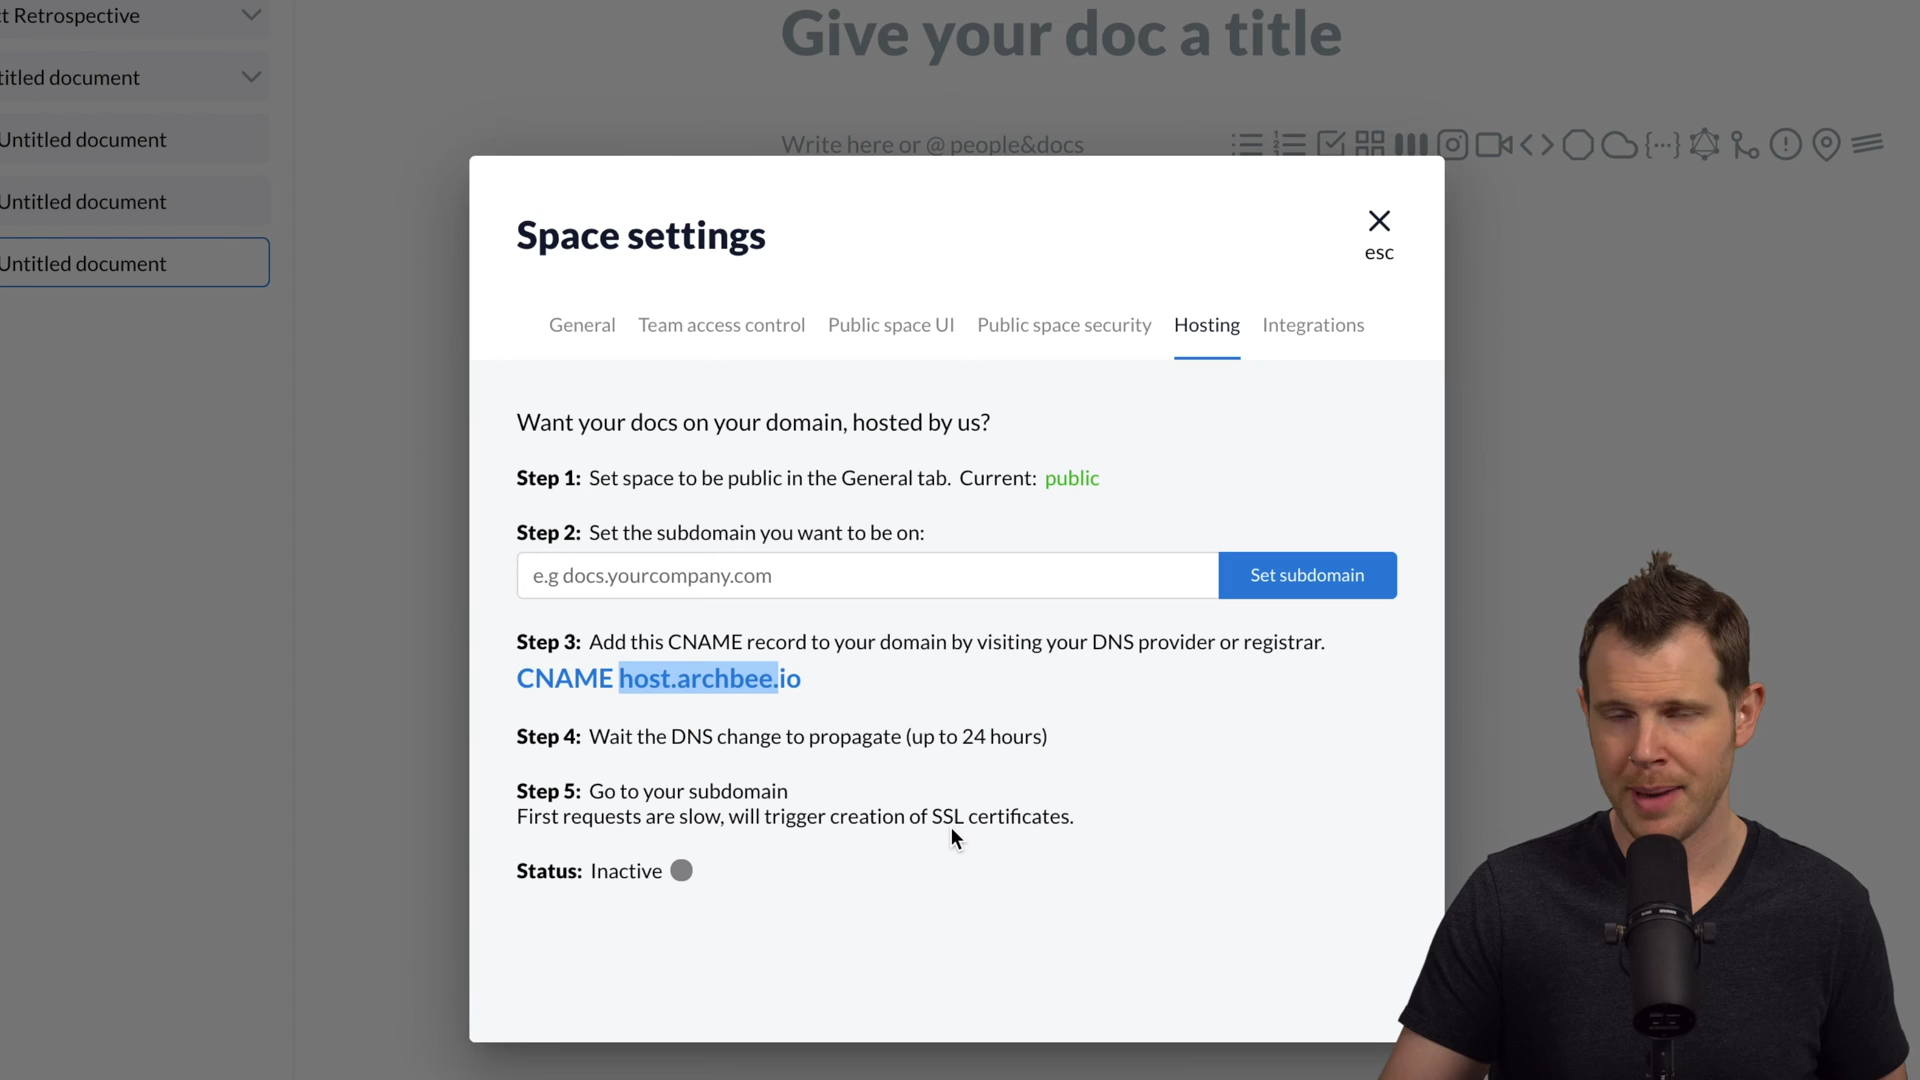 ct Retrospective
Give your doc a title
titled document
Untitled document
Write here or @ people&docs
Untitled document
Untitled document
Space settings
esc
General Team access control Public space UI Public space security Hosting Integrations
Want your docs on your domain, hosted by us?
Step 1: Set space to be public in the General tab. Current: public
Step 2: Set the subdomain you want to be on:
e.g docs.yourcompany.com Set subdomain
Step 3: Add this CNAME record to your domain by visiting your DNS provider or registrar.
CNAME host.archbee.io
Step 4: Wait the DNS change to propagate (up to 24 hours)
Step 5: Go to your subdomain
First requests are slow, will trigger creation of SSL certificates.
Status: Inactive